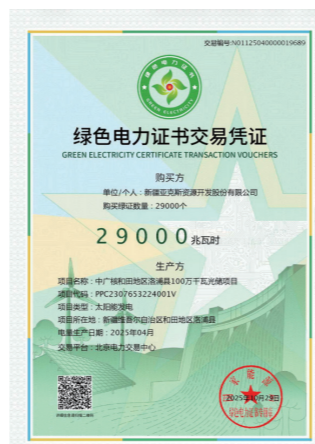 交易编号:N01125040000019689
绿色电力证书
GREEN ELECTRICITY
绿色电力证书交易凭证
GREEN ELECTRICITY CERTIFICATE TRANSACTION VOUCHERS
购买方
单位/个人：新疆亚克斯资源开发股份有限公司
购买绿证数量：29000个
29000兆瓦时
生产方
项目名称：中广核和田地区洛浦县100万千瓦光储项目
项目代码：PPC2307653224001V
项目类型：太阳能发电
项目所在地：新疆维吾尔自治区和田地区洛浦县
电量生产日期：2025年04月
交易平台：北京电力交易中心
2025年10月29日